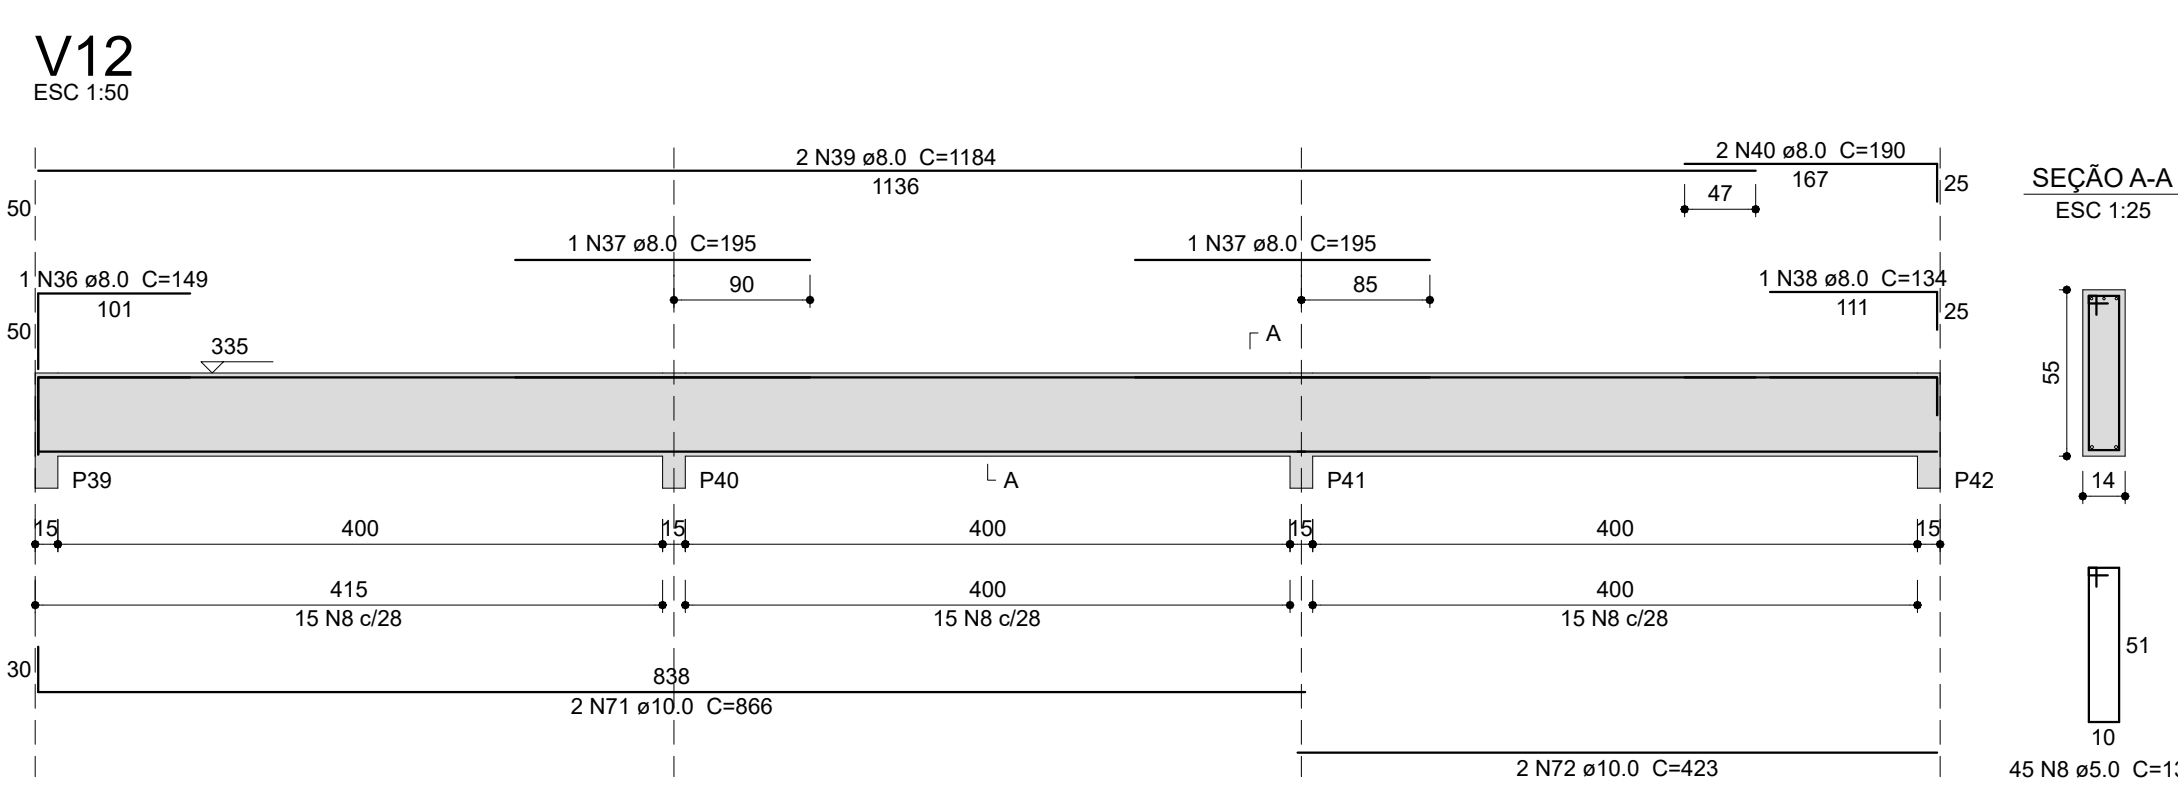 V12
ESC 1:50
2 N39 ø8.0 C=1184
1136
50
2 N40 ø8.0 C=190
167
25
47
SEÇÃO A-A
ESC 1:25
1 N37 ø8.0 C=195
90
1 N37 ø8.0 C=195
85
1 N36 ø8.0 C=149
101
50
1 N38 ø8.0 C=134
111
25
335
A
55
14
P39
P40
A
P41
P42
15
400
15
400
15
400
15
415
15 N8 c/28
400
15 N8 c/28
400
15 N8 c/28
30
838
2 N71 ø10.0 C=866
2 N72 ø10.0 C=423
51
10
45 N8 ø5.0 C=